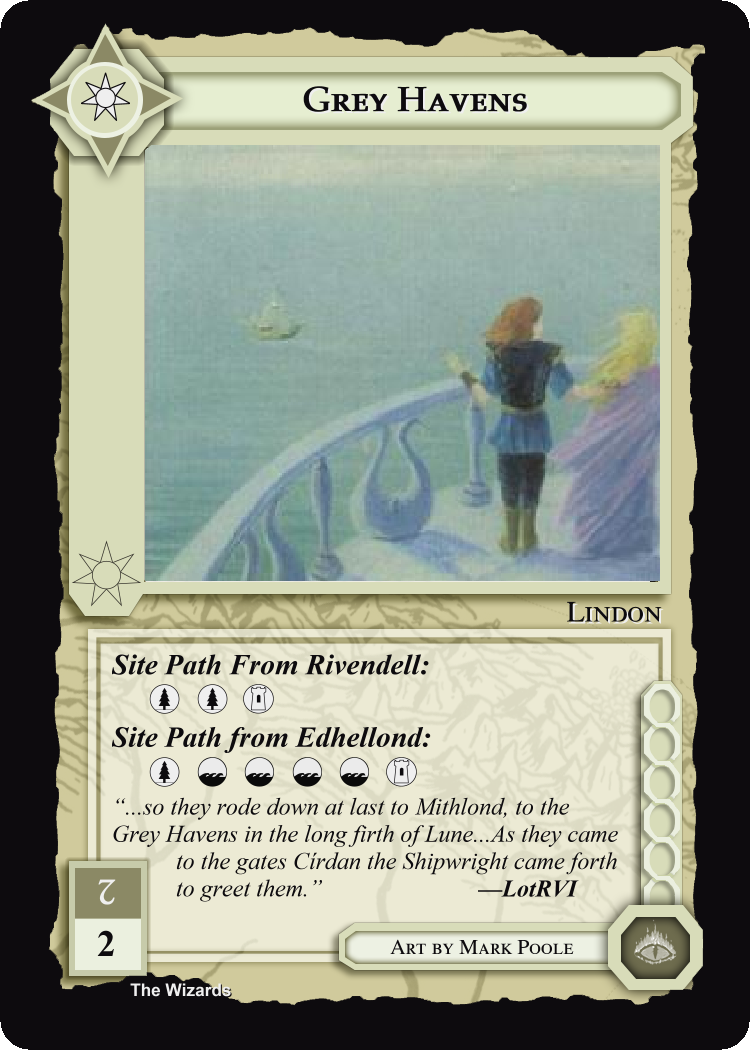 Grey Havens
Lindon
Site Path From Rivendell:
Site Path from Edhellond:
“...so they rode down at last to Mithlond, to the
Grey Havens in the long firth of Lune...As they came
to the gates Círdan the Shipwright came forth
to greet them.” —LotRVI
2
2
Art by Mark Poole
The Wizards